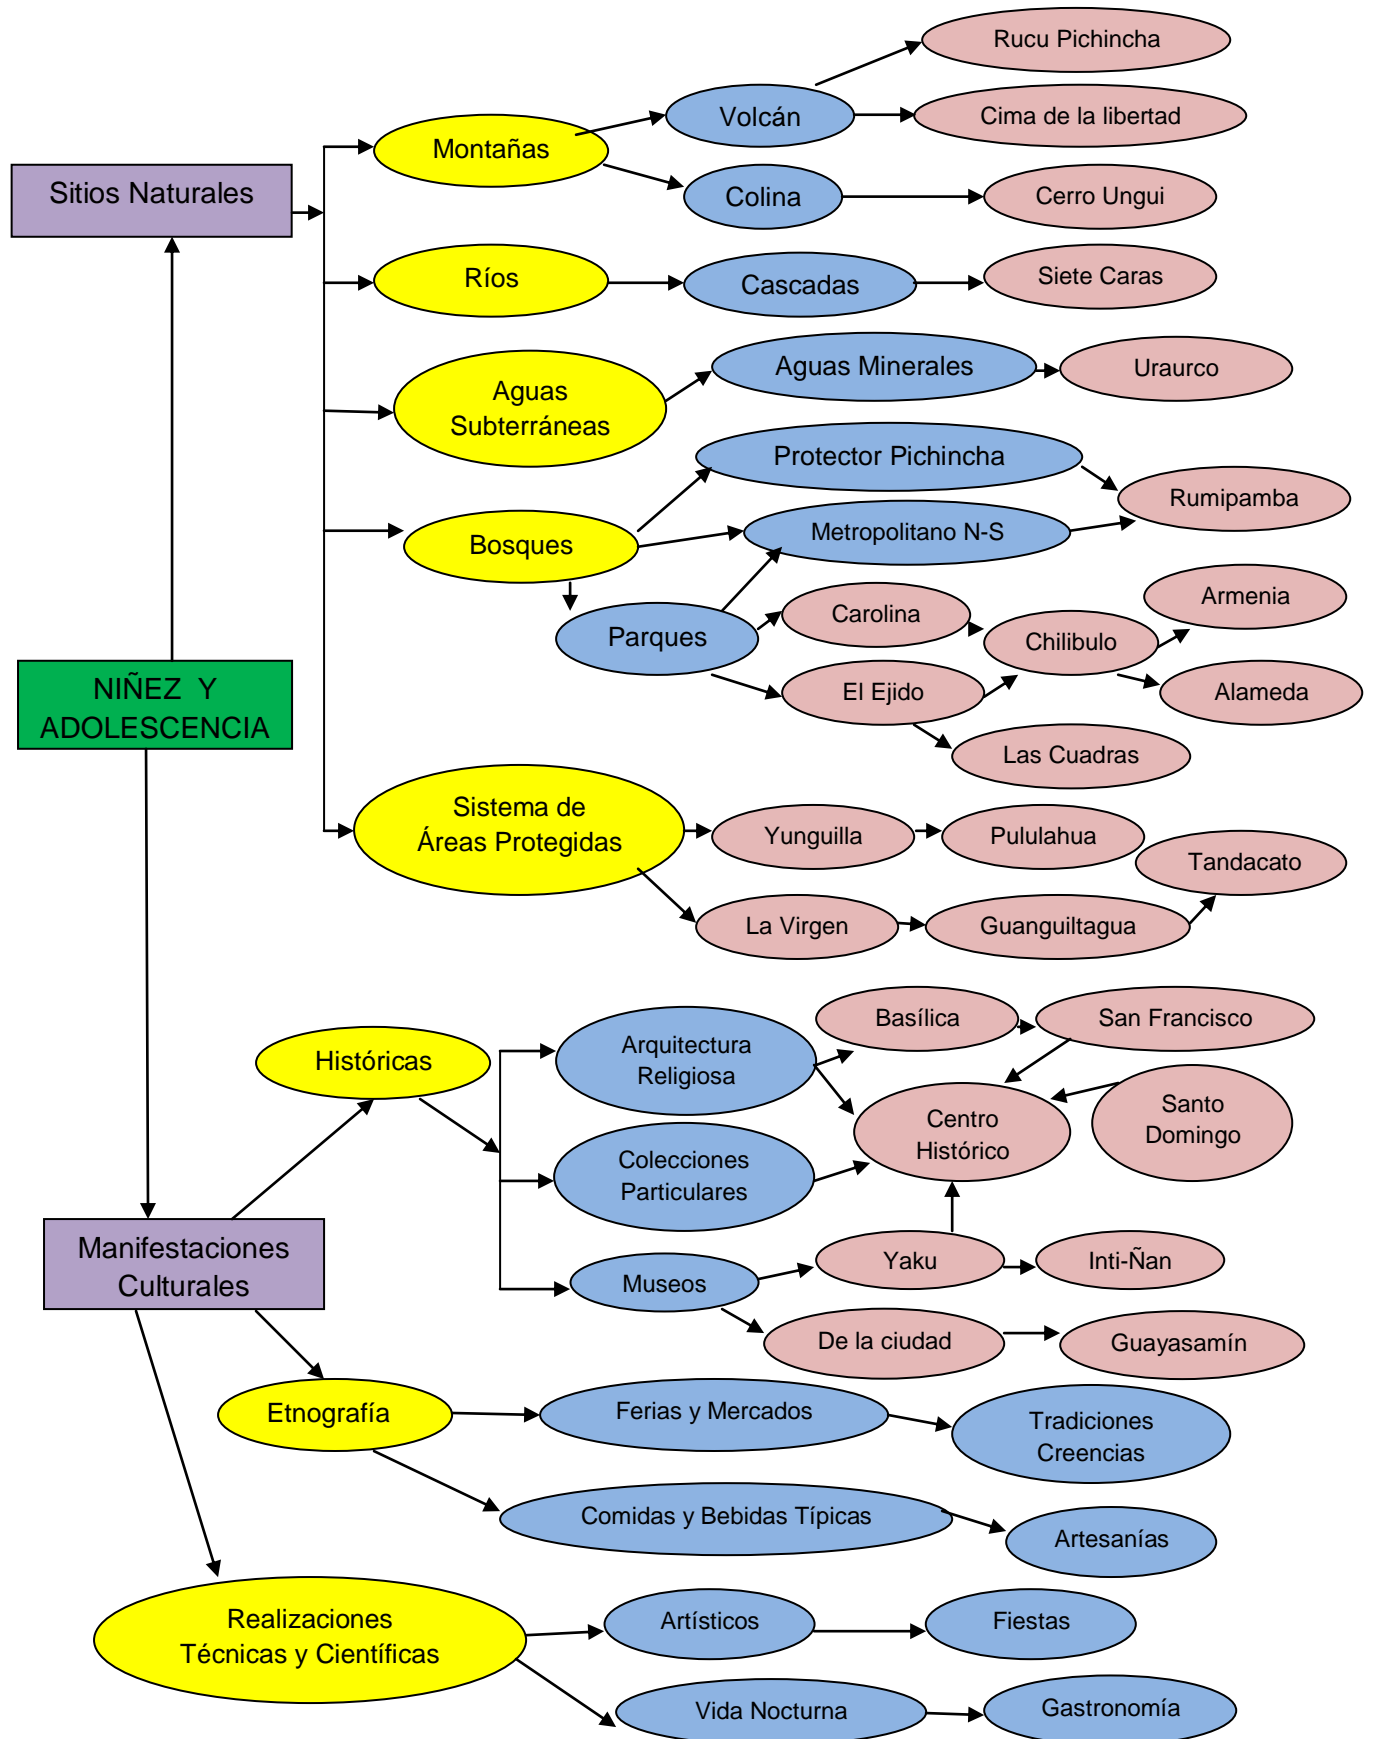 Rucu Pichincha
Volcán
Cima de la libertad
Montañas
Sitios Naturales
Colina
Cerro Ungui
Ríos
Cascadas
Siete Caras
Aguas
Subterráneas
Aguas Minerales
Uraurco
Protector Pichincha
Rumipamba
Bosques
Metropolitano N-S
Parques
Carolina
Chilibulo
Armenia
El Ejido
Alameda
Las Cuadras
NIÑEZ Y
ADOLESCENCIA
Sistema de
Áreas Protegidas
Yunguilla
Pululahua
Tandacato
La Virgen
Guanguiltagua
Históricas
Arquitectura
Religiosa
Basílica
San Francisco
Centro
Histórico
Santo
Domingo
Colecciones
Particulares
Manifestaciones
Culturales
Museos
Yaku
Inti-Ñan
De la ciudad
Guayasamín
Etnografía
Ferias y Mercados
Tradiciones
Creencias
Comidas y Bebidas Típicas
Artesanías
Realizaciones
Técnicas y Científicas
Artísticos
Fiestas
Vida Nocturna
Gastronomía